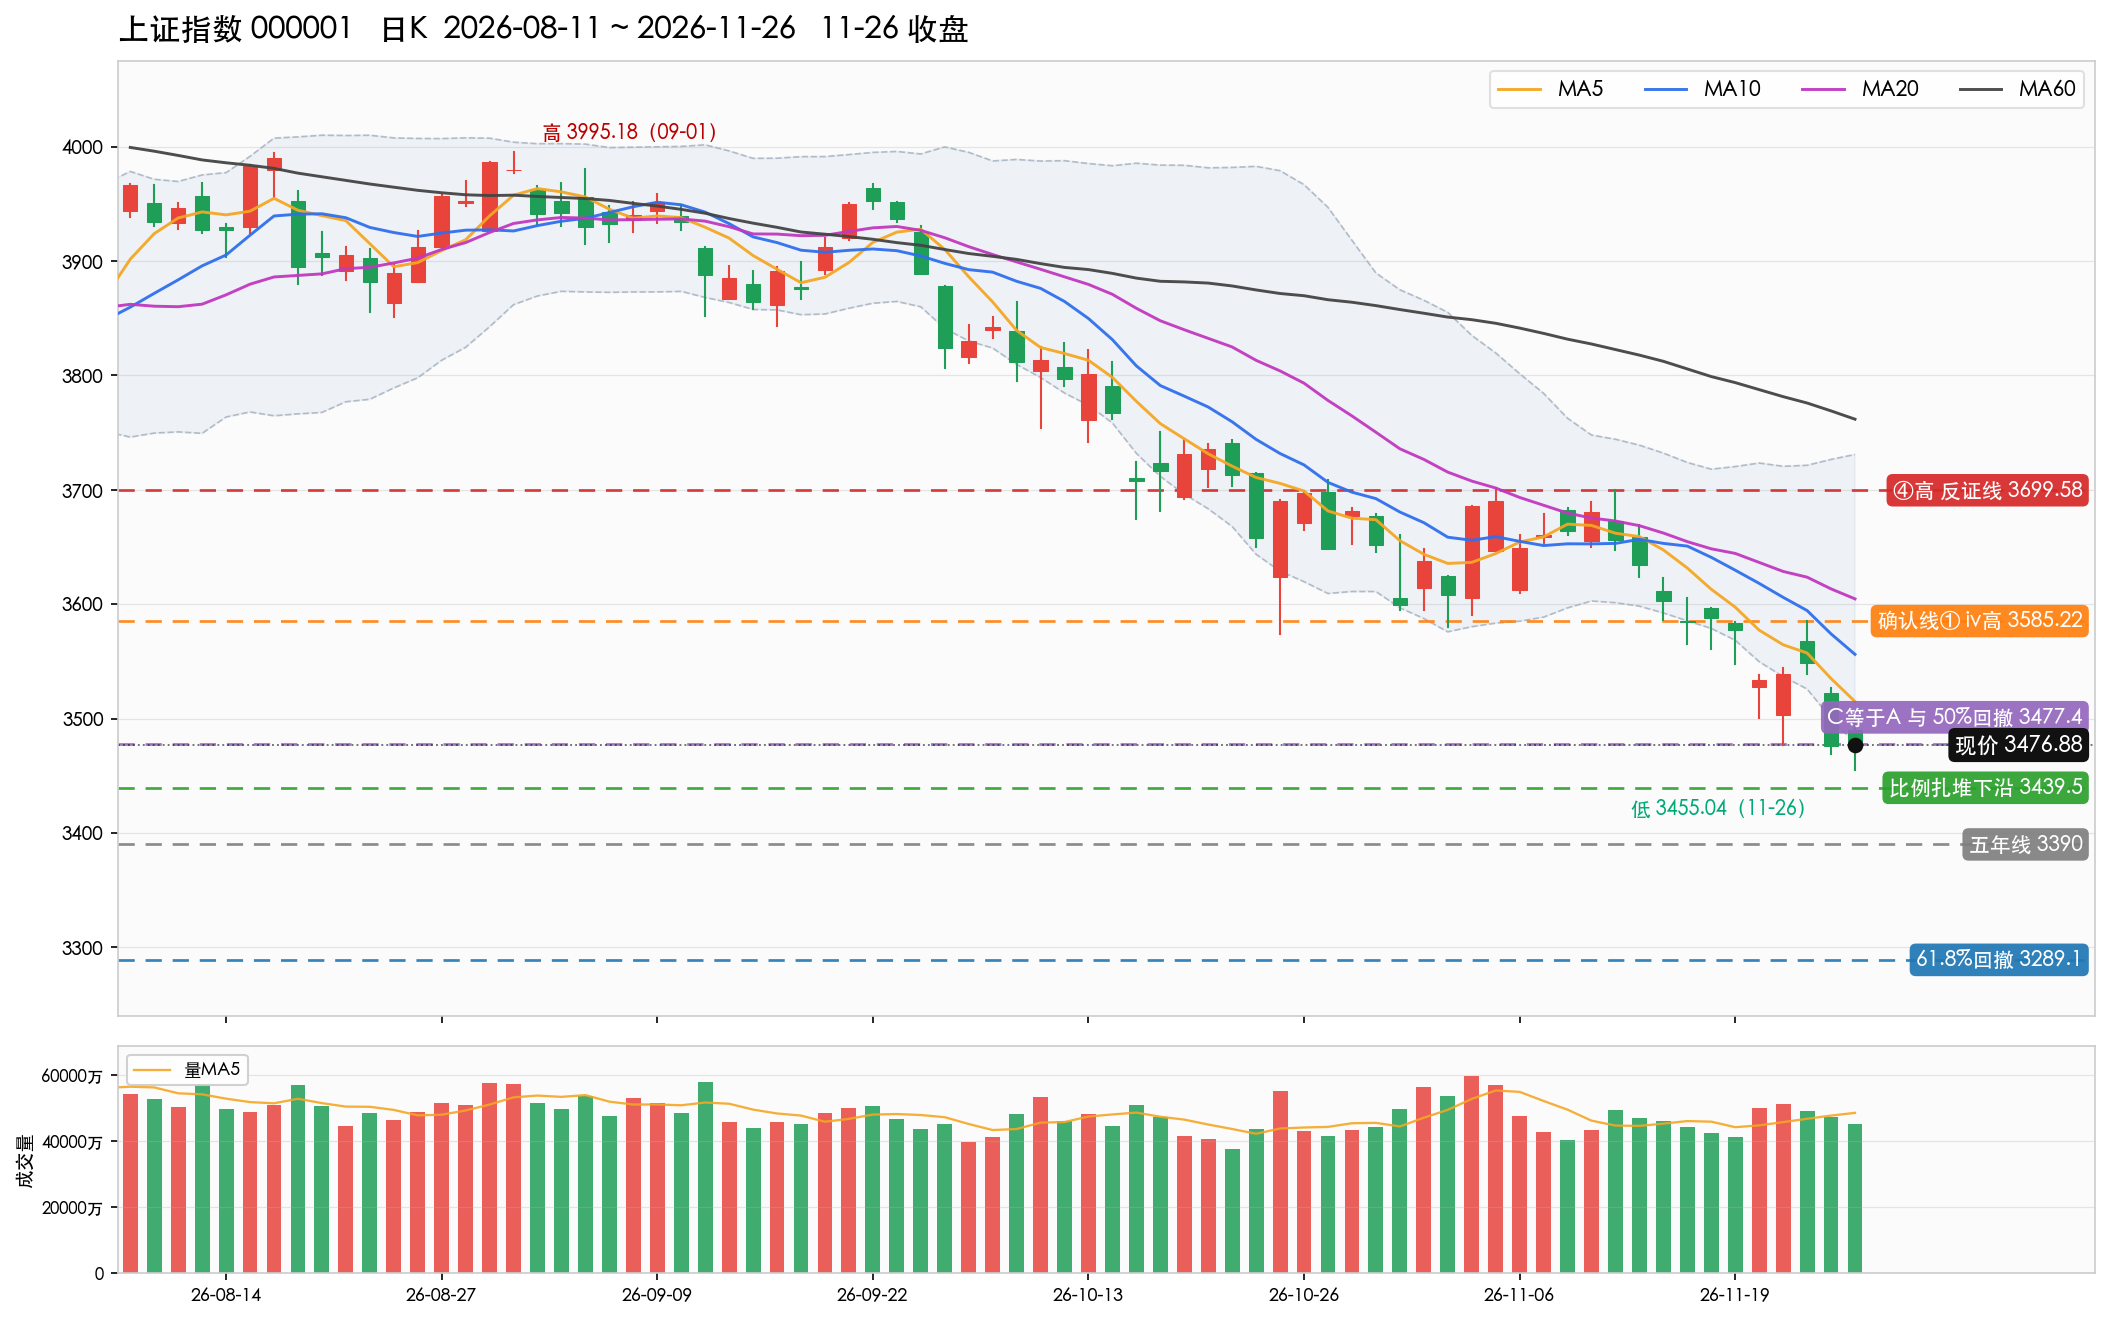 上证指数 000001 日K 2026-08-11 ~ 2026-11-26 11-26 收盘
MA5 MA10 MA20 MA60
高 3995.18 (09-01)
4000
3900
3800
3700
3600
3500
3400
3300
④高 反证线 3699.58
确认线① iv高 3585.22
C等于A 与 50%回撤 3477.4
现价 3476.88
比例扎堆下沿 3439.5
低 3455.04 (11-26)
五年线 3390
61.8%回撤 3289.1
量MA5
60000万
40000万
20000万
0
成交量
26-08-14 26-08-27 26-09-09 26-09-22 26-10-13 26-10-26 26-11-06 26-11-19